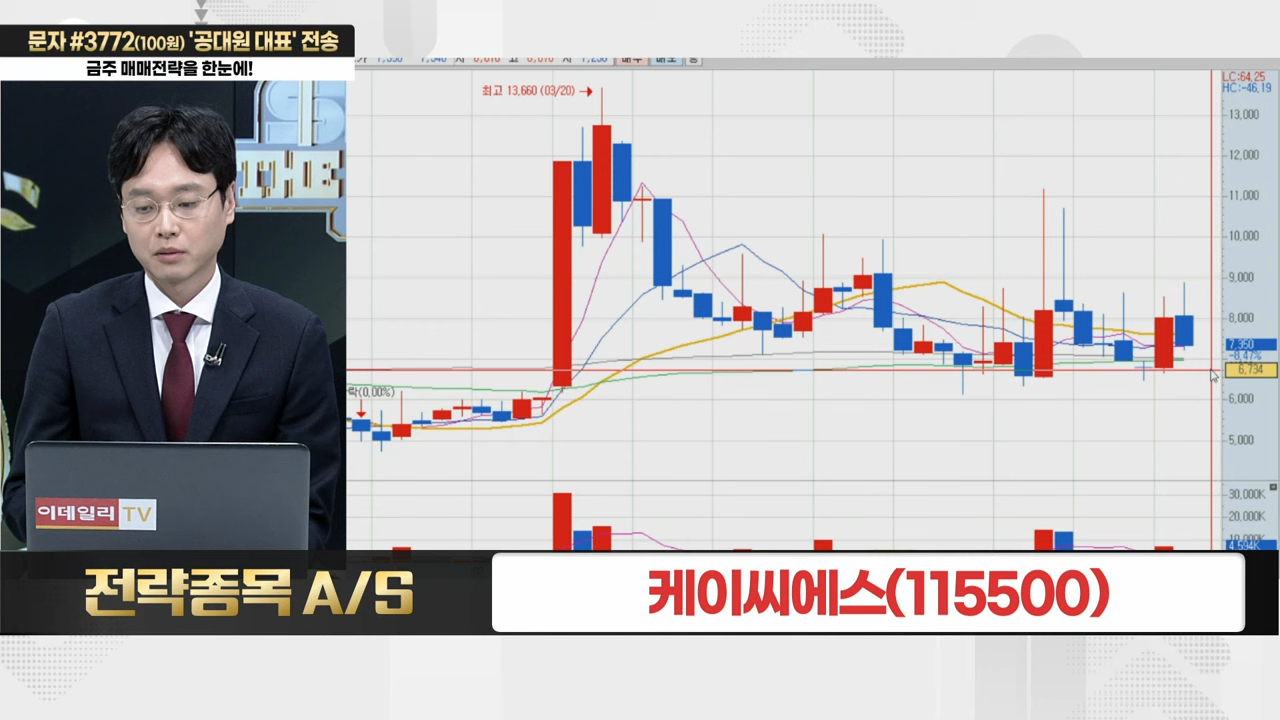 문자 #3772(100원) '공대원 대표' 전송
금주 매매전략을 한눈에!
THE
최고 13,660 (03/20)
LC:64,25
HC:-46,19
13,000
12,000
11,000
10,000
9,000
8,000
7,350
-8,47%
6,734
6,000
5,000
락(0,00%)
30,000K
20,000K
10,000K
이데일리 TV
전략종목 A/S
케이씨에스(115500)